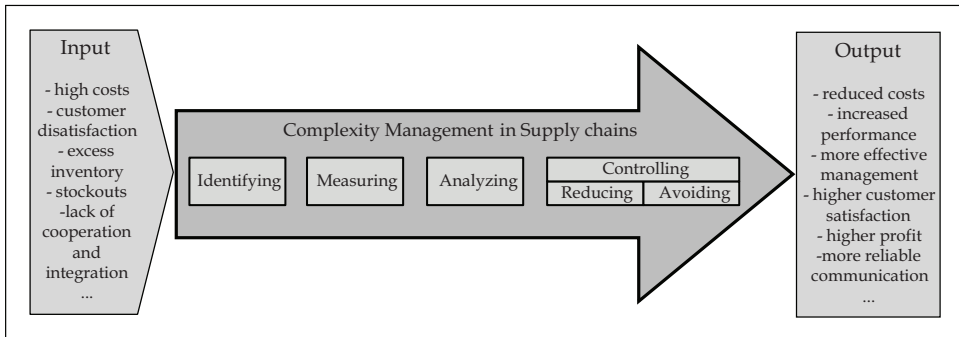 Input
- high costs
- customer
disatisfaction
- excess
inventory
- stockouts
-lack of
cooperation
and
integration
...
Complexity Management in Supply chains
Identifying
Measuring
Analyzing
Controlling
Reducing
Avoiding
Output
- reduced costs
- increased
performance
- more effective
management
- higher customer
satisfaction
- higher profit
-more reliable
communication
...